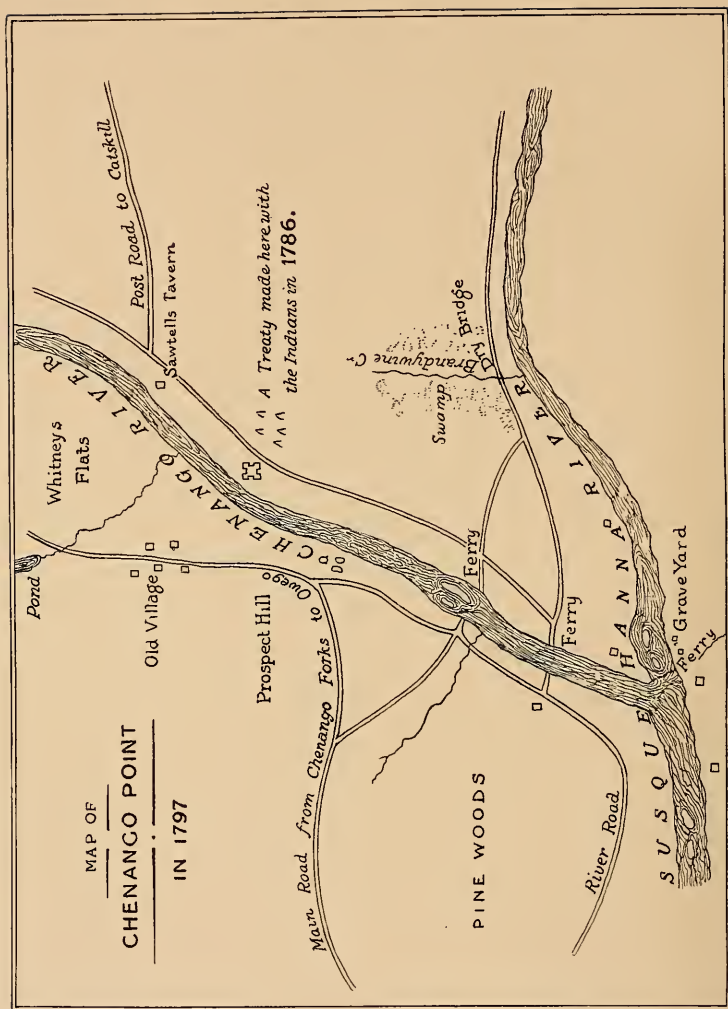 MAP OF
CHENANGO POINT
IN 1797
Pond
Whitneys
Flats
Old Village
Prospect Hill
Main Road from Chenango Forks to Owego
CHENANGO RIVER
Post Road to Catskill
Sawtells Tavern
A Treaty made here with
the Indians in 1786.
PINE WOODS
River Road
Ferry
Ferry
Swamp
Brandywine Cr
Dry Bridge
SUSQUEHANNA RIVER
Grave Yard
Ferry